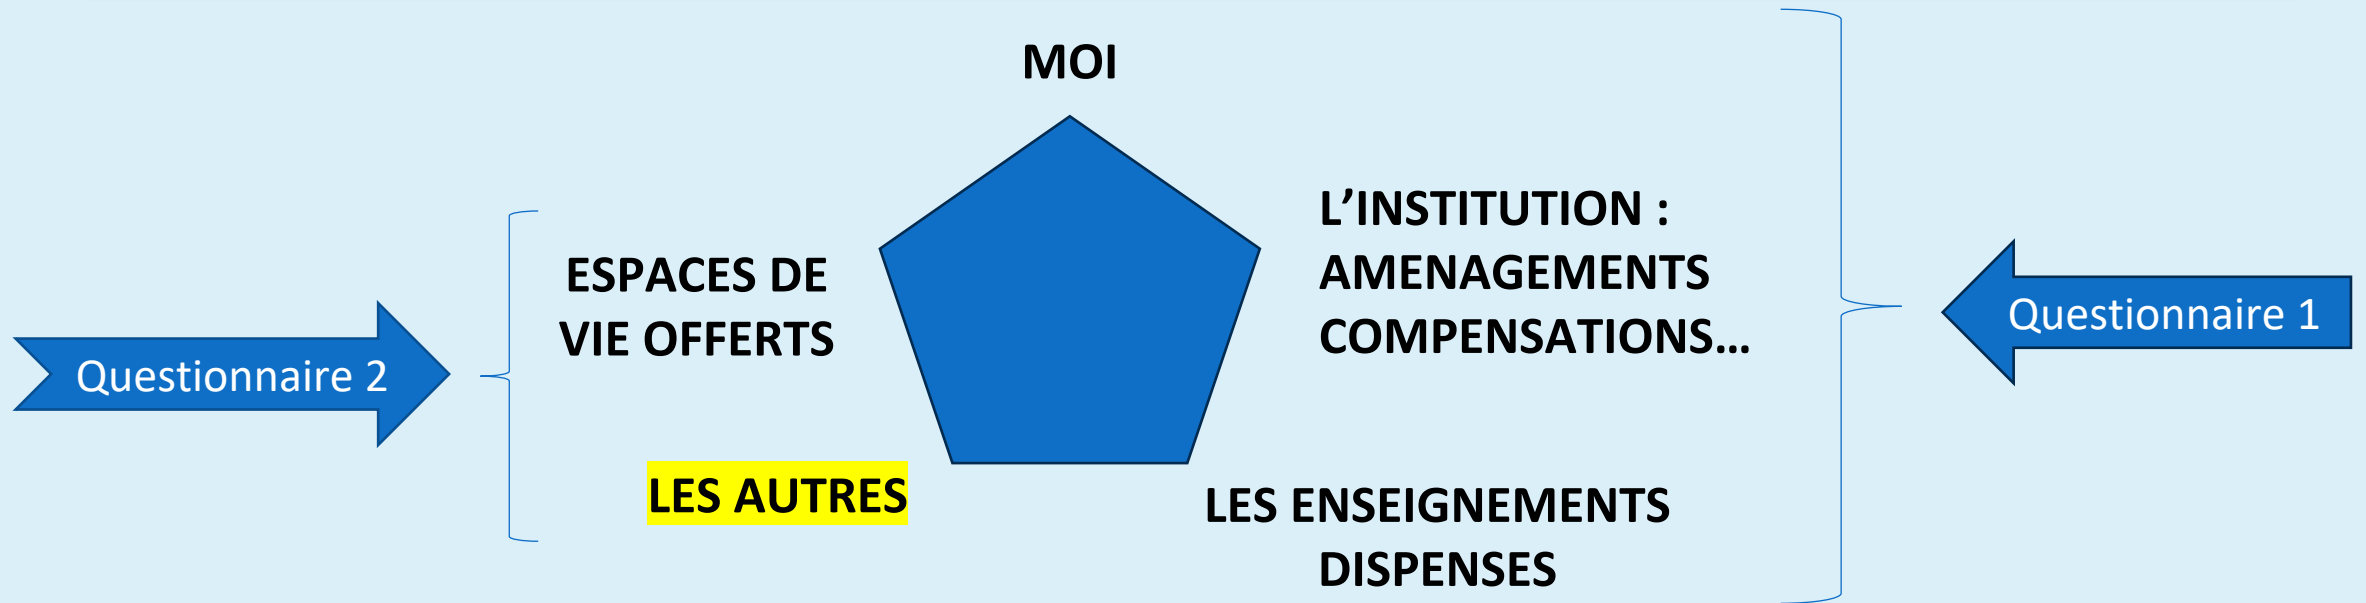 MOI
L’INSTITUTION :
AMENAGEMENTS
COMPENSATIONS…
ESPACES DE
VIE OFFERTS
Questionnaire 1
Questionnaire 2
LES AUTRES
LES ENSEIGNEMENTS
DISPENSES